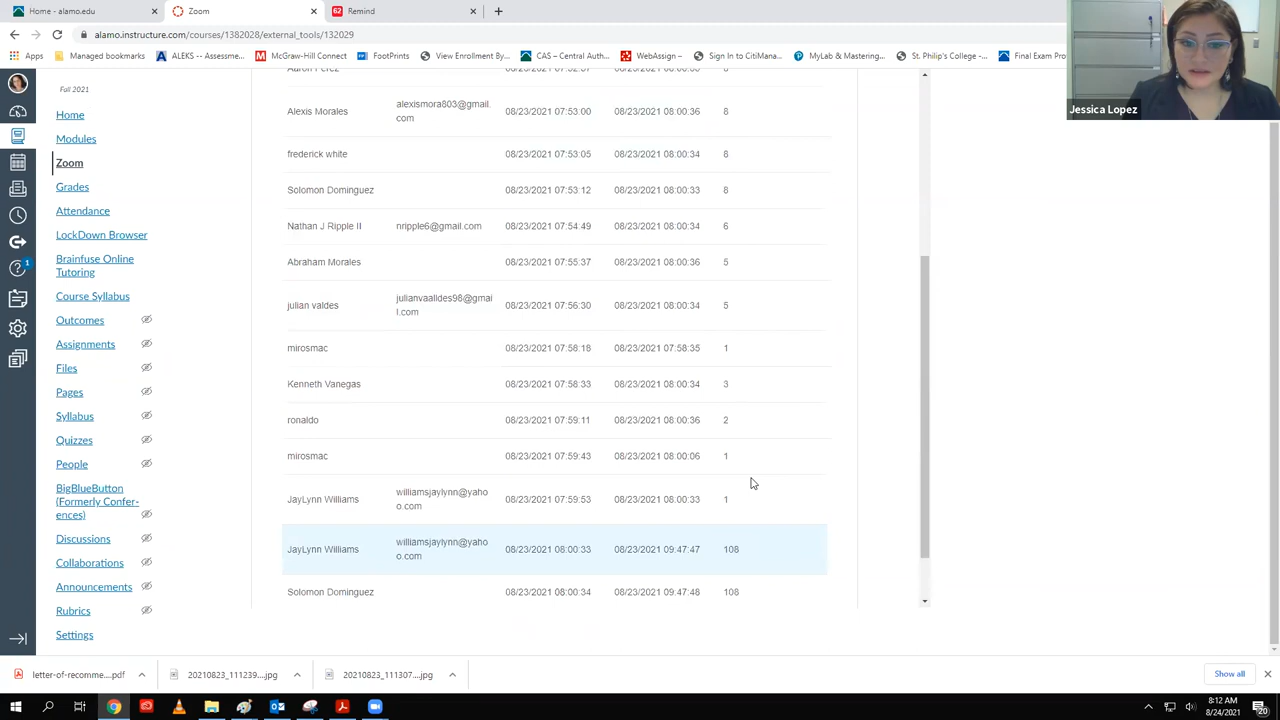 Home - alamo.edu
Zoom
62 Remind
alamo.instructure.com/courses/1382028/external_tools/132029
Apps Managed bookmarks ALEKS -- Assessme... McGraw-Hill Connect FootPrints View Enrollment By... CAS – Central Auth... WebAssign -... Sign In to CitiMana... MyLab & Mastering... St. Philip's College -... Final Exam Pro
Jessica Lopez
Fall 2021
Home
Modules
Zoom
Grades
Attendance
LockDown Browser
Brainfuse Online
Tutoring
Course Syllabus
Outcomes
Assignments
Files
Pages
Syllabus
Quizzes
People
BigBlueButton
(Formerly Confer-
ences)
Discussions
Collaborations
Announcements
Rubrics
Settings
1
Alexis Morales alexismora803@gmail. 08/23/2021 07:53:00 08/23/2021 08:00:36 8
com
frederick white 08/23/2021 07:53:05 08/23/2021 08:00:34 8
Solomon Dominguez 08/23/2021 07:53:12 08/23/2021 08:00:33 8
Nathan J Ripple II nripple6@gmail.com 08/23/2021 07:54:49 08/23/2021 08:00:34 6
Abraham Morales 08/23/2021 07:55:37 08/23/2021 08:00:36 5
julian valdes julianvaalldes98@gmai 08/23/2021 07:56:30 08/23/2021 08:00:34 5
l.com
mirosmac 08/23/2021 07:58:18 08/23/2021 07:58:35 1
Kenneth Vanegas 08/23/2021 07:58:33 08/23/2021 08:00:34 3
ronaldo 08/23/2021 07:59:11 08/23/2021 08:00:36 2
mirosmac 08/23/2021 07:59:43 08/23/2021 08:00:06 1
JayLynn Williams williamsjaylynn@yaho 08/23/2021 07:59:53 08/23/2021 08:00:33 1
o.com
JayLynn Williams williamsjaylynn@yaho 08/23/2021 08:00:33 08/23/2021 09:47:47 108
o.com
Solomon Dominguez 08/23/2021 08:00:34 08/23/2021 09:47:48 108
letter-of-recomme....pdf
20210823_111239...jpg
20210823_111307...jpg
Show all
8:12 AM
8/24/2021
20